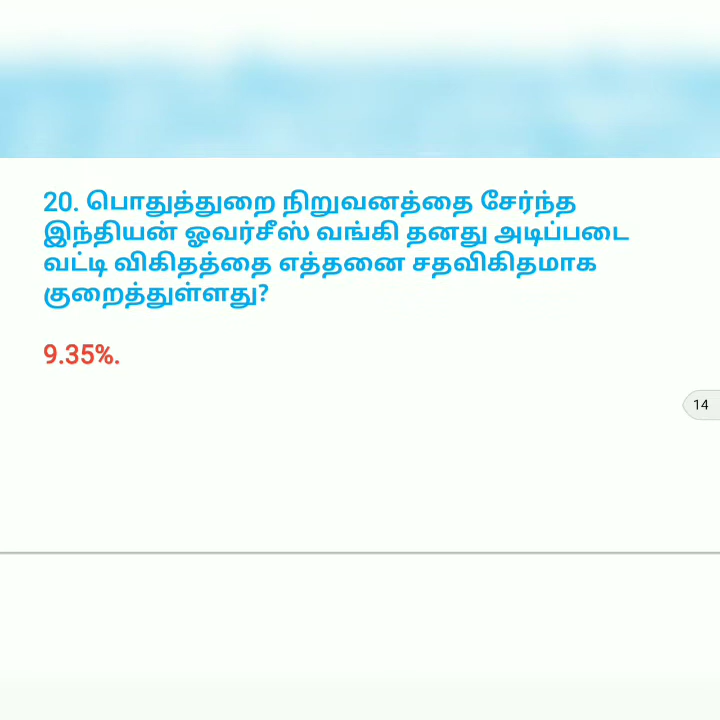 20. பொதுத்துறை நிறுவனத்தை சேர்ந்த
இந்தியன் ஓவர்சீஸ் வங்கி தனது அடிப்படை
வட்டி விகிதத்தை எத்தனை சதவிகிதமாக
குறைத்துள்ளது?
9.35%.
14